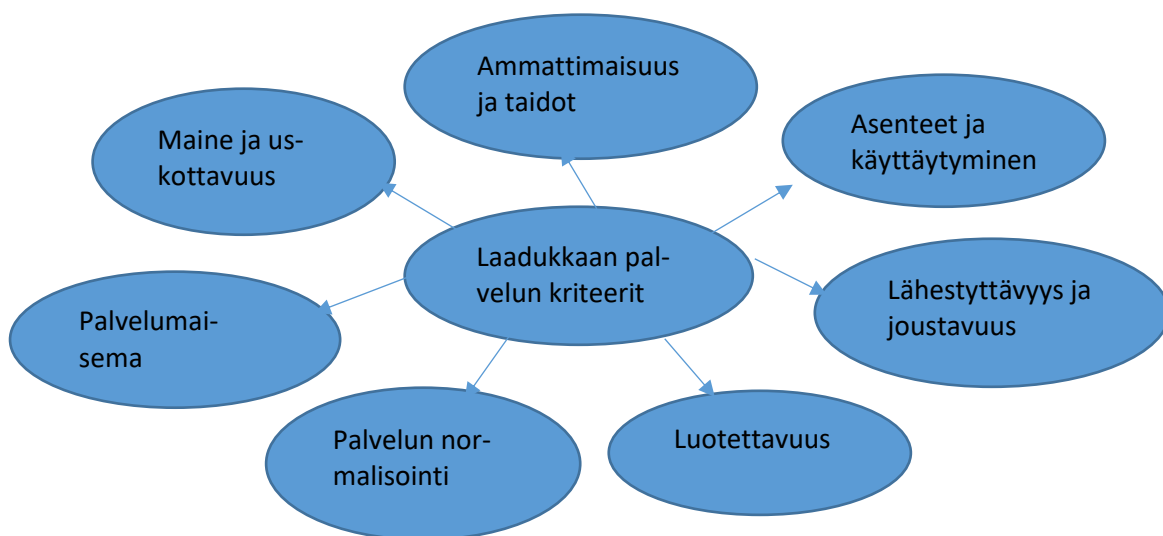 Ammattimaisuus
ja taidot
Maine ja us-
kottavuus
Asenteet ja
käyttäytyminen
Laadukkaan pal-
velun kriteerit
Lähestyttävyys ja
joustavuus
Palvelumai-
sema
Palvelun nor-
malisointi
Luotettavuus